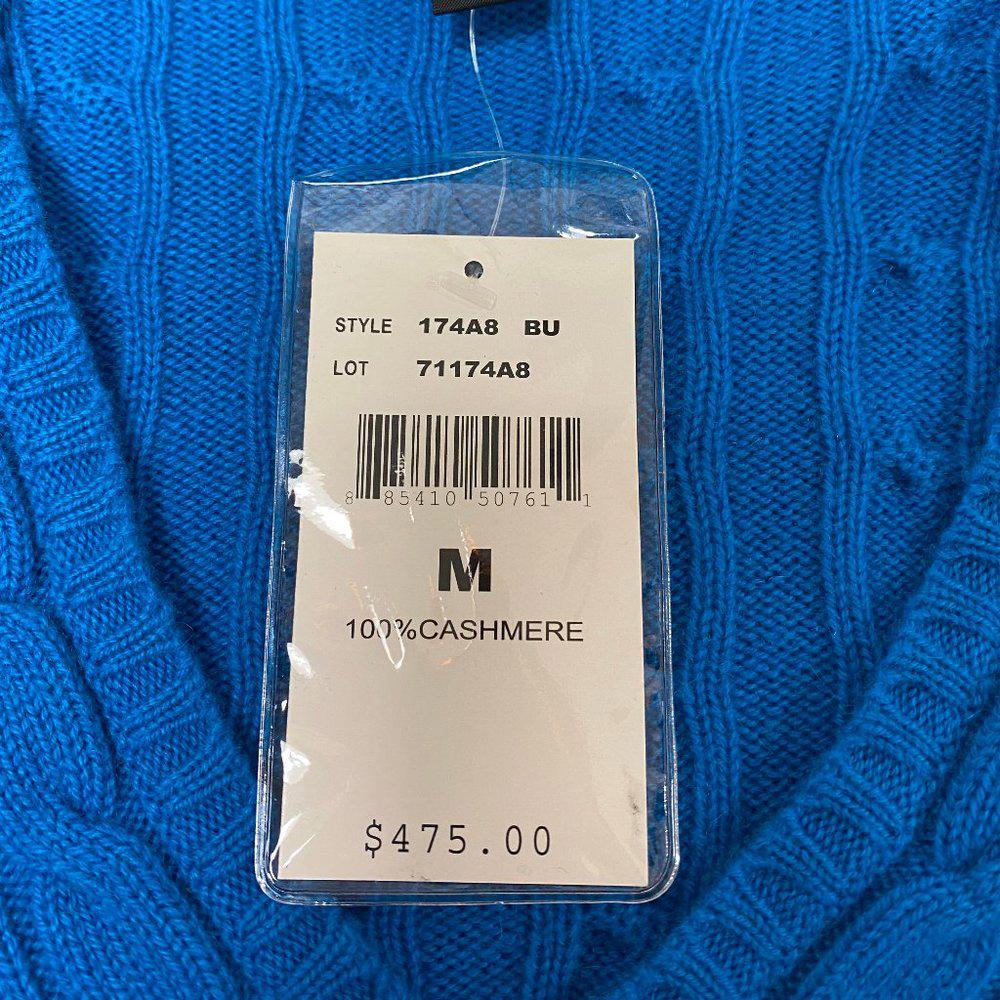 STYLE 174A8 BU
LOT 71174A8
8 85410 50761 1
M
100%CASHMERE
$475.00